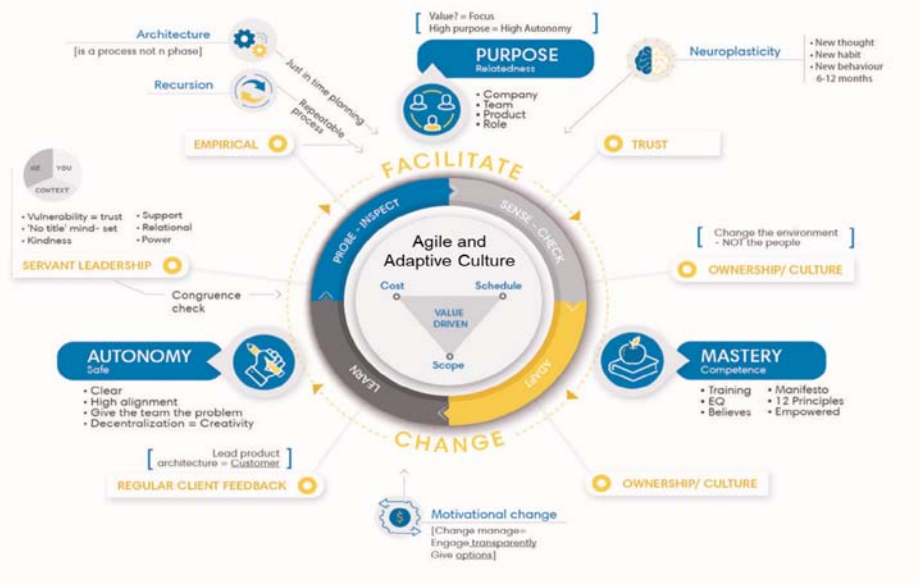 Value? = Focus
High purpose = High Autonomy
PURPOSE
Relatedness
• Company
• Team
• Product
• Role
Architecture
[is a process not n phase]
Recursion
Just in time planning
Repeatable process
EMPIRICAL
Neuroplasticity
• New thought
• New habit
• New behaviour
6-12 months
TRUST
FACILITATE
PROBE - INSPECT
SENSE - CHECK
ADAPT
LEARN
Agile and
Adaptive Culture
Cost
Schedule
VALUE
DRIVEN
Scope
CHANGE
ME
YOU
CONTEXT
• Vulnerability = trust
• 'No title' mind- set
• Kindness
• Support
• Relational
• Power
SERVANT LEADERSHIP
Congruence
check
Change the environment
- NOT the people
OWNERSHIP/ CULTURE
AUTONOMY
Safe
• Clear
• High alignment
• Give the team the problem
• Decentralization = Creativity
MASTERY
Competence
• Training
• EQ
• Believes
• Manifesto
• 12 Principles
• Empowered
Lead product
architecture = Customer
REGULAR CLIENT FEEDBACK
OWNERSHIP/ CULTURE
$
Motivational change
[Change manage=
Engage transparently
Give options]